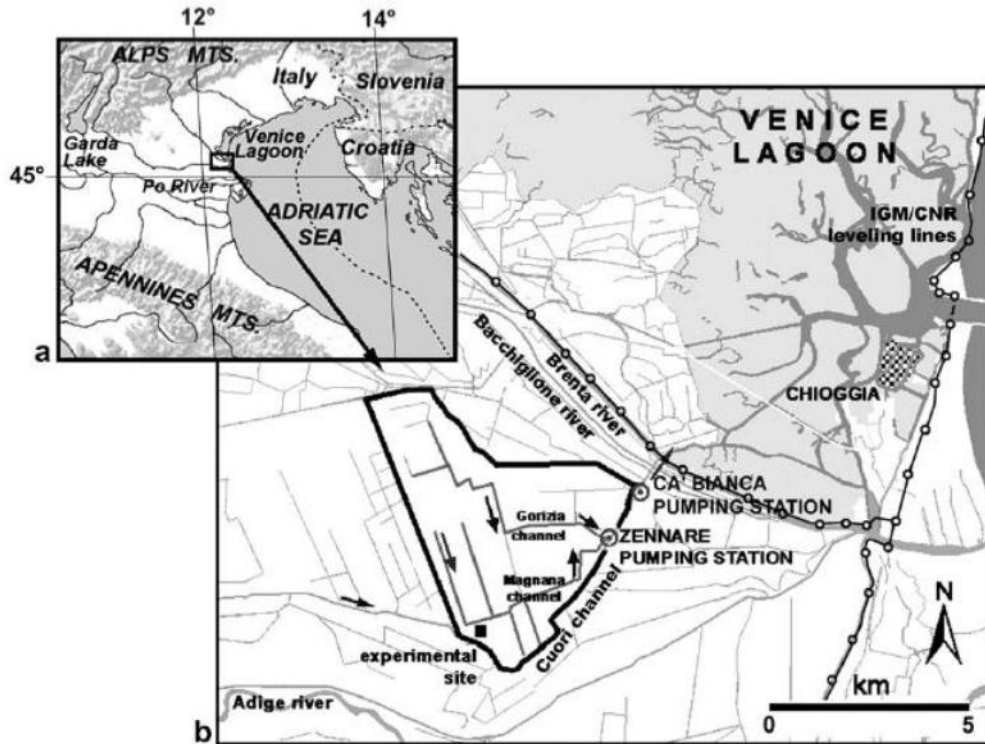 12°
14°
ALPS MTS.
Italy
Slovenia
Garda
Lake
Venice
Lagoon
Croatia
45°
Po River
ADRIATIC
SEA
APENNINES MTS.
a
VENICE
LAGOON
IGM/CNR
leveling lines
Bacchiglione river
Brenta river
CHIOGGIA
CA' BIANCA
PUMPING STATION
Gorizia
channel
ZENNARE
PUMPING STATION
Magnana
channel
Cuori channel
experimental
site
Adige river
N
km
0
5
b